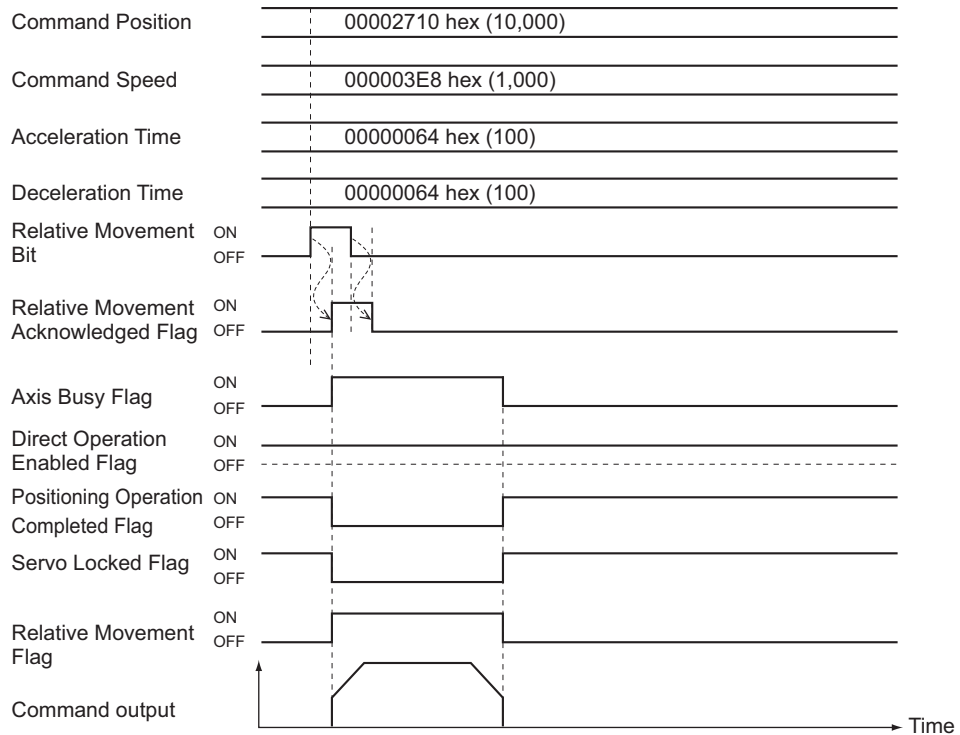 Command Position 00002710 hex (10,000)
Command Speed 000003E8 hex (1,000)
Acceleration Time 00000064 hex (100)
Deceleration Time 00000064 hex (100)
Relative Movement ON
Bit OFF
Relative Movement ON
Acknowledged Flag OFF
ON
Axis Busy Flag
OFF
Direct Operation ON
Enabled Flag OFF
Positioning Operation ON
Completed Flag OFF
ON
Servo Locked Flag
OFF
ON
Relative Movement OFF
Flag
Command output
Time